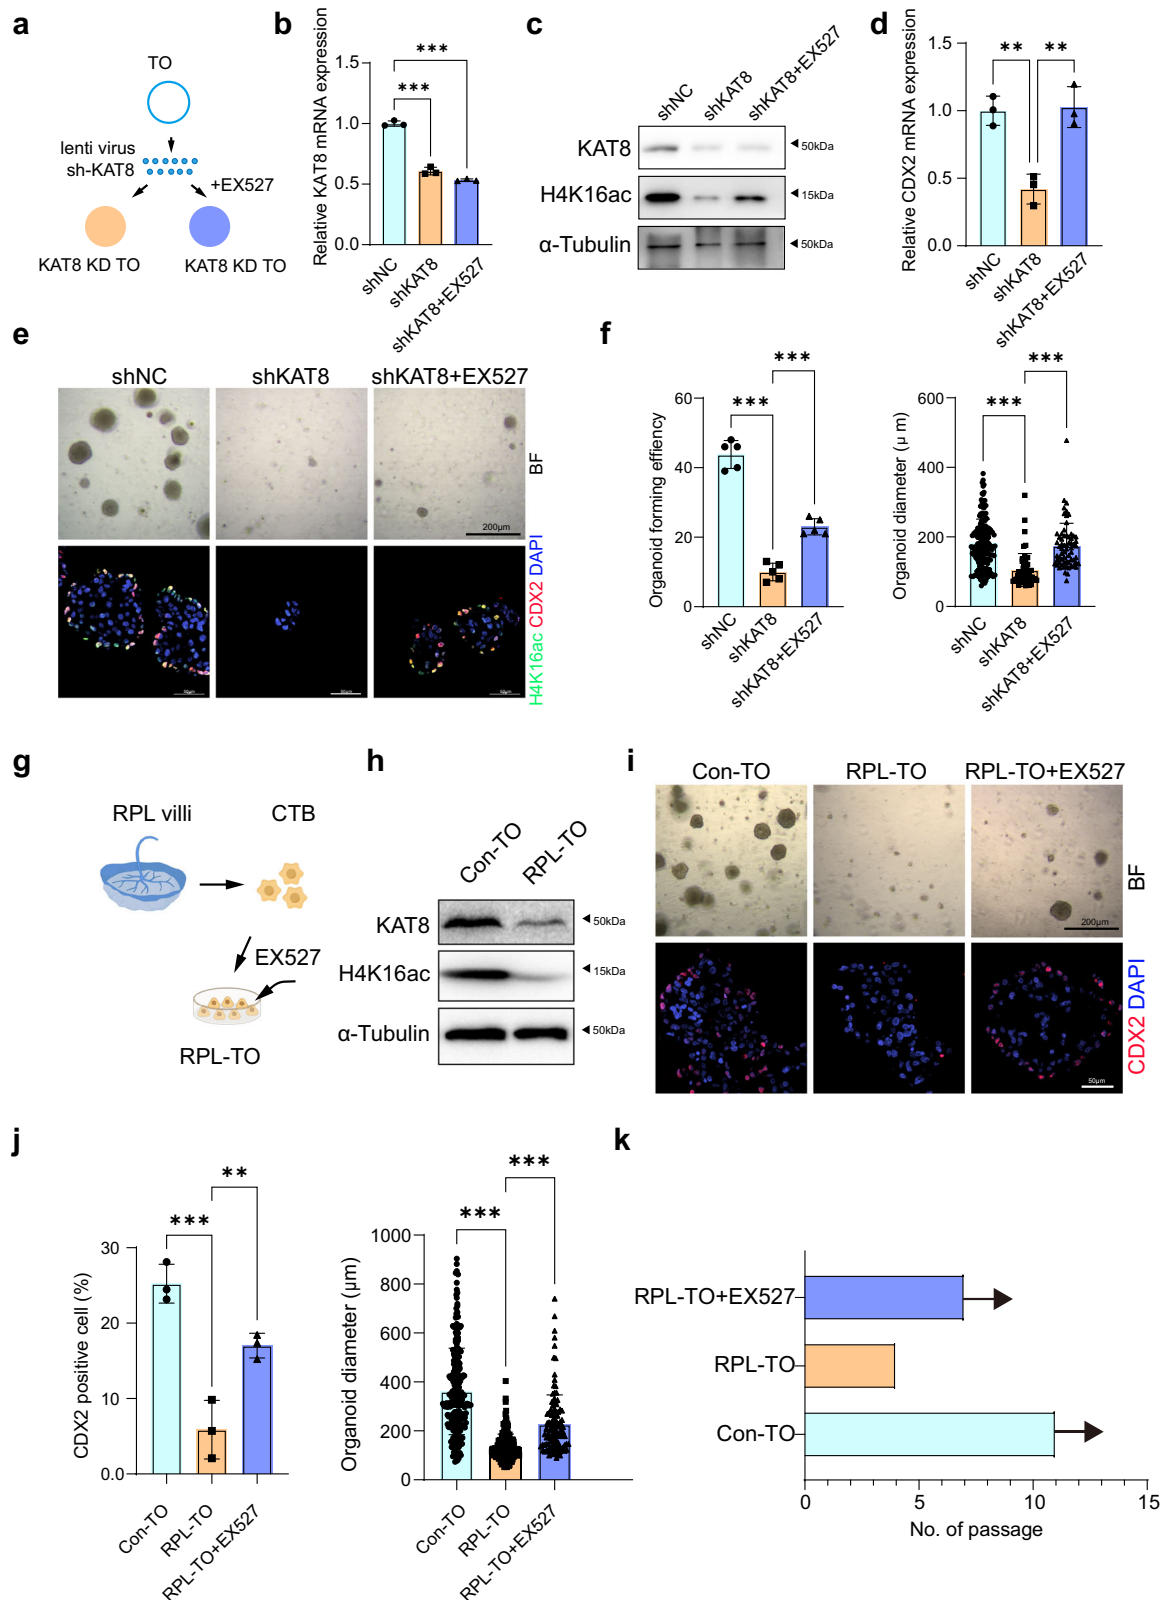 a
TO
lenti virus
sh-KAT8
+EX527
KAT8 KD TO
KAT8 KD TO
b
Relative KAT8 mRNA expression
1.5
1.0
0.5
0.0
***
***
shNC
shKAT8
shKAT8+EX527
c
shNC
shKAT8
shKAT8+EX527
KAT8
50kDa
H4K16ac
15kDa
α-Tubulin
50kDa
d
Relative CDX2 mRNA expression
1.5
1.0
0.5
0.0
**
**
shNC
shKAT8
shKAT8+EX527
e
shNC
shKAT8
shKAT8+EX527
BF
200μm
H4K16ac CDX2 DAPI
50μm
50μm
50μm
f
Organoid forming effiency
60
40
20
0
***
***
shNC
shKAT8
shKAT8+EX527
Organoid diameter (μ m)
600
400
200
0
***
***
shNC
shKAT8
shKAT8+EX527
g
RPL villi
CTB
EX527
RPL-TO
h
Con-TO
RPL-TO
KAT8
50kDa
H4K16ac
15kDa
α-Tubulin
50kDa
i
Con-TO
RPL-TO
RPL-TO+EX527
BF
200μm
CDX2 DAPI
50μm
j
CDX2 positive cell (%)
30
20
10
0.0
***
**
Con-TO
RPL-TO
RPL-TO+EX527
Organoid diameter (μm)
1000
800
600
400
200
0
***
***
Con-TO
RPL-TO
RPL-TO+EX527
k
RPL-TO+EX527
RPL-TO
Con-TO
0
5
10
15
No. of passage